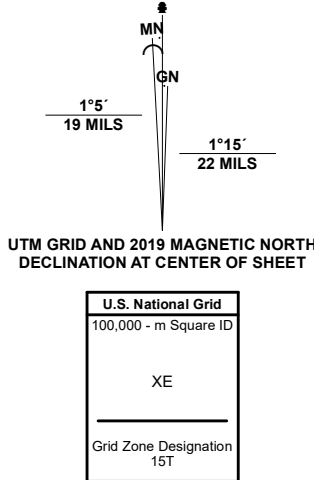 MN
GN
1°5´
19 MILS
1°15´
22 MILS
UTM GRID AND 2019 MAGNETIC NORTH
DECLINATION AT CENTER OF SHEET
U.S. National Grid
100,000 - m Square ID
XE
Grid Zone Designation
15T